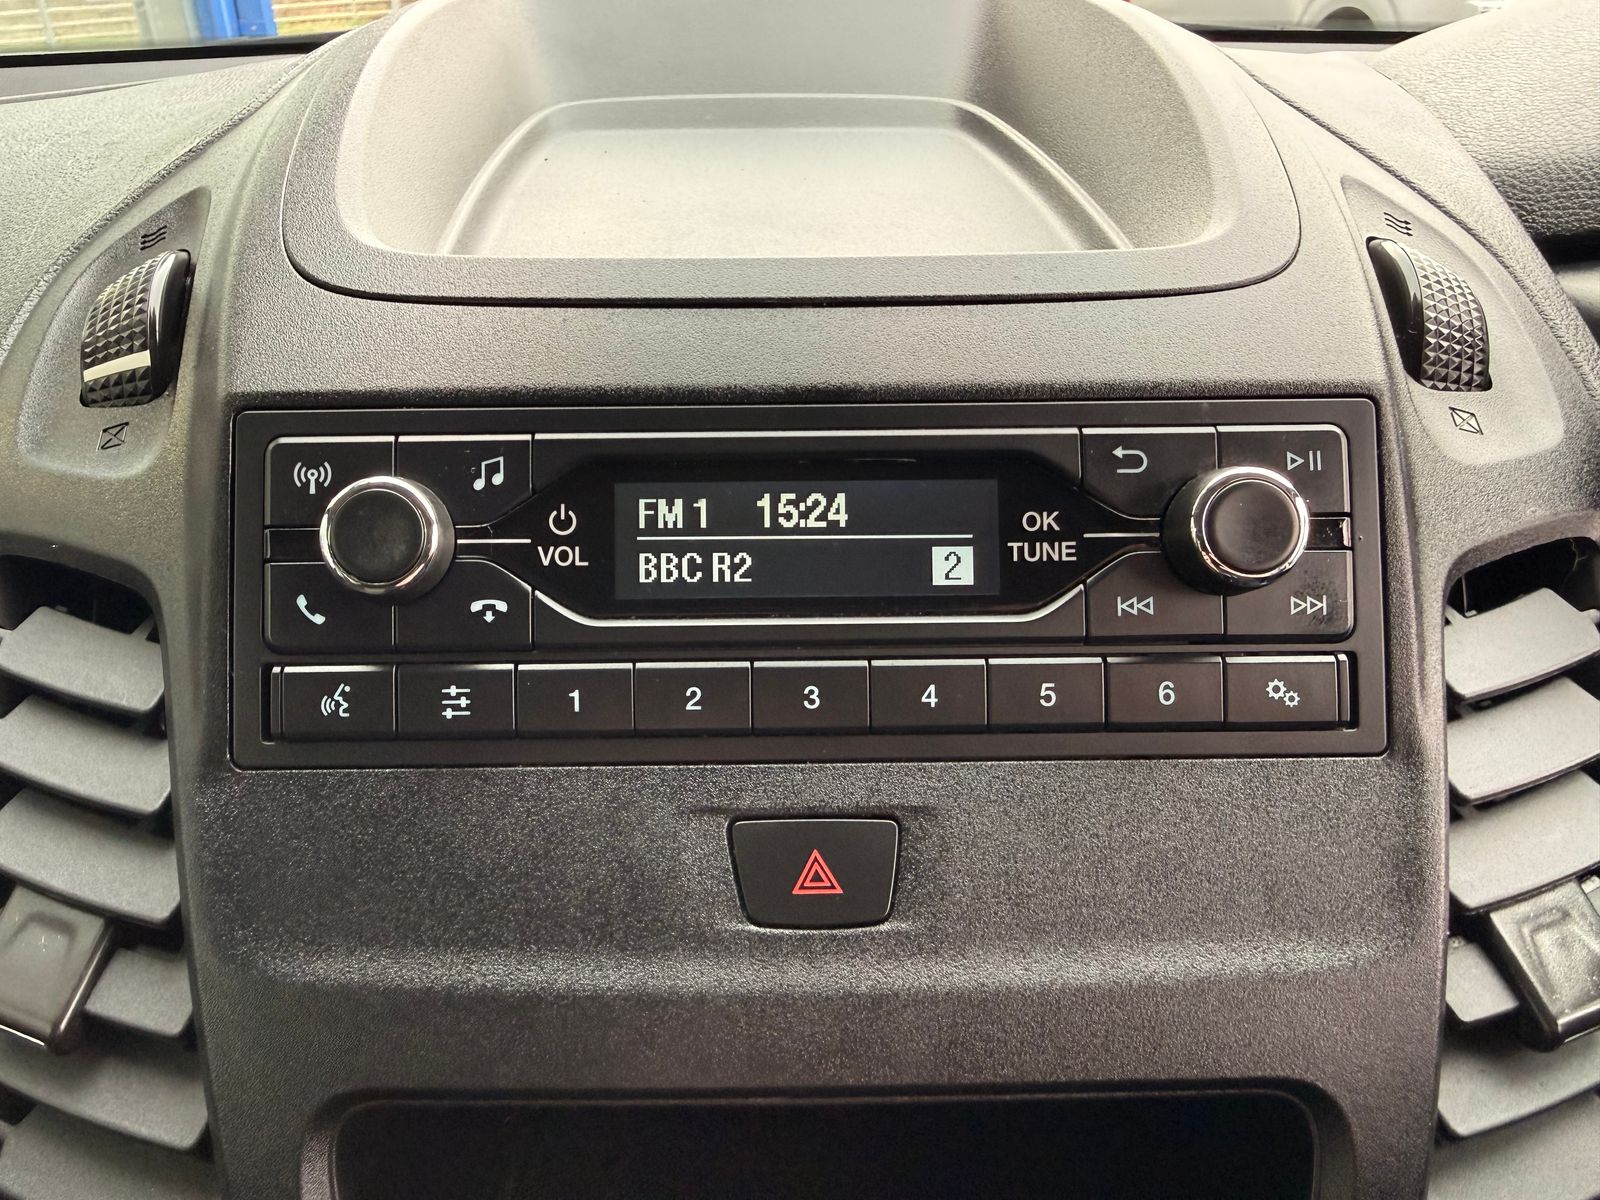 FM 1 15:24
BBC R2 2
VOL
OK
TUNE
1 2 3 4 5 6